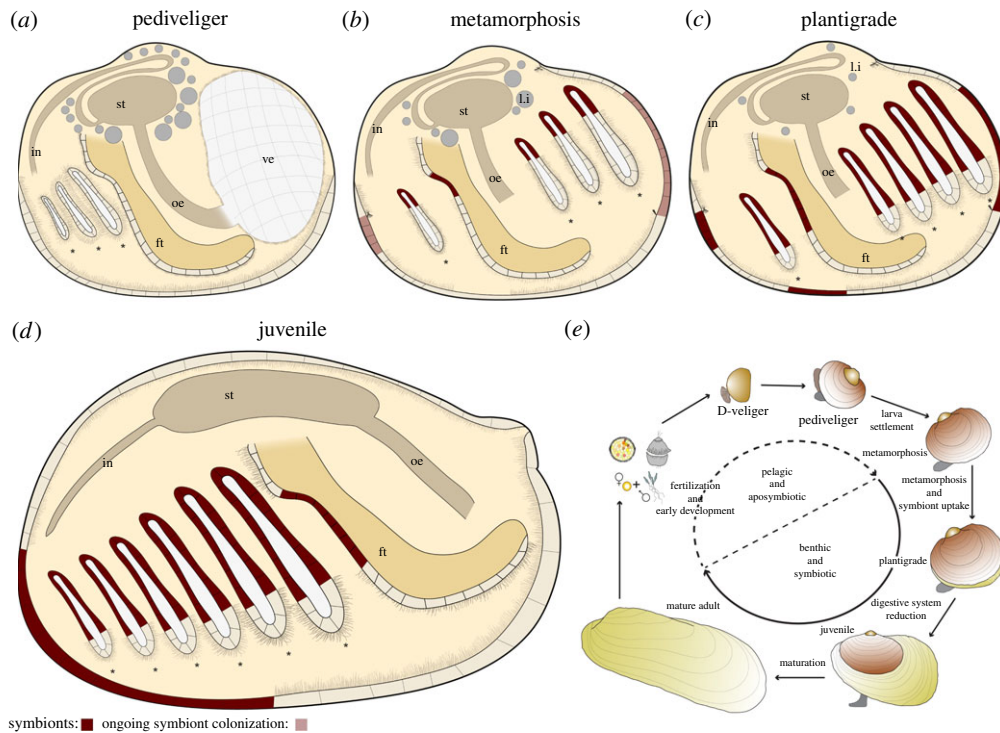 (a) pediveliger
(b) metamorphosis
(c) plantigrade
st
in
oe
ve
ft
*
*
*
st
l.i
in
oe
ft
*
*
*
*
l.i
st
in
oe
ft
*
*
*
*
*
(d) juvenile
st
in
oe
ft
*
*
*
*
*
*
symbionts:
ongoing symbiont colonization:
(e)
D-veliger
pediveliger
larva
settlement
metamorphosis
metamorphosis
and
symbiont uptake
plantigrade
digestive system
reduction
juvenile
maturation
mature adult
♀ + ♂
fertilization
and
early development
pelagic
and
aposymbiotic
benthic
and
symbiotic